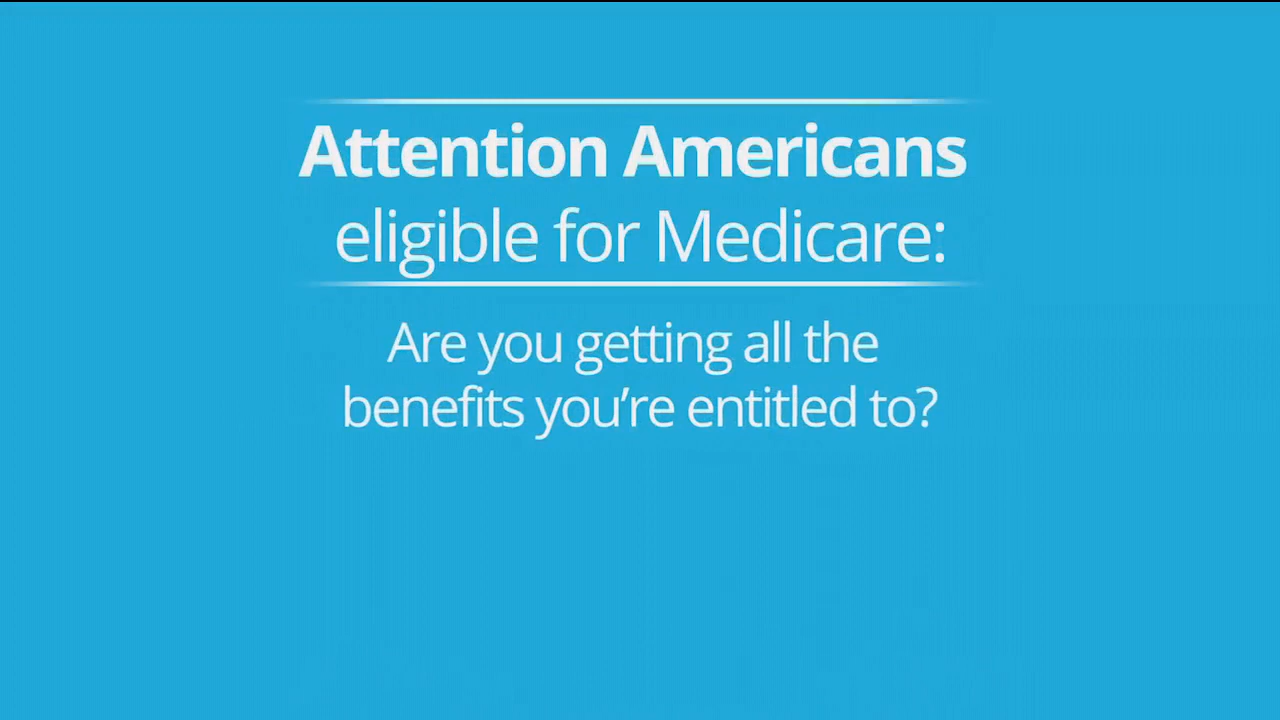 Attention Americans
eligible for Medicare:
Are you getting all the
benefits you’re entitled to?